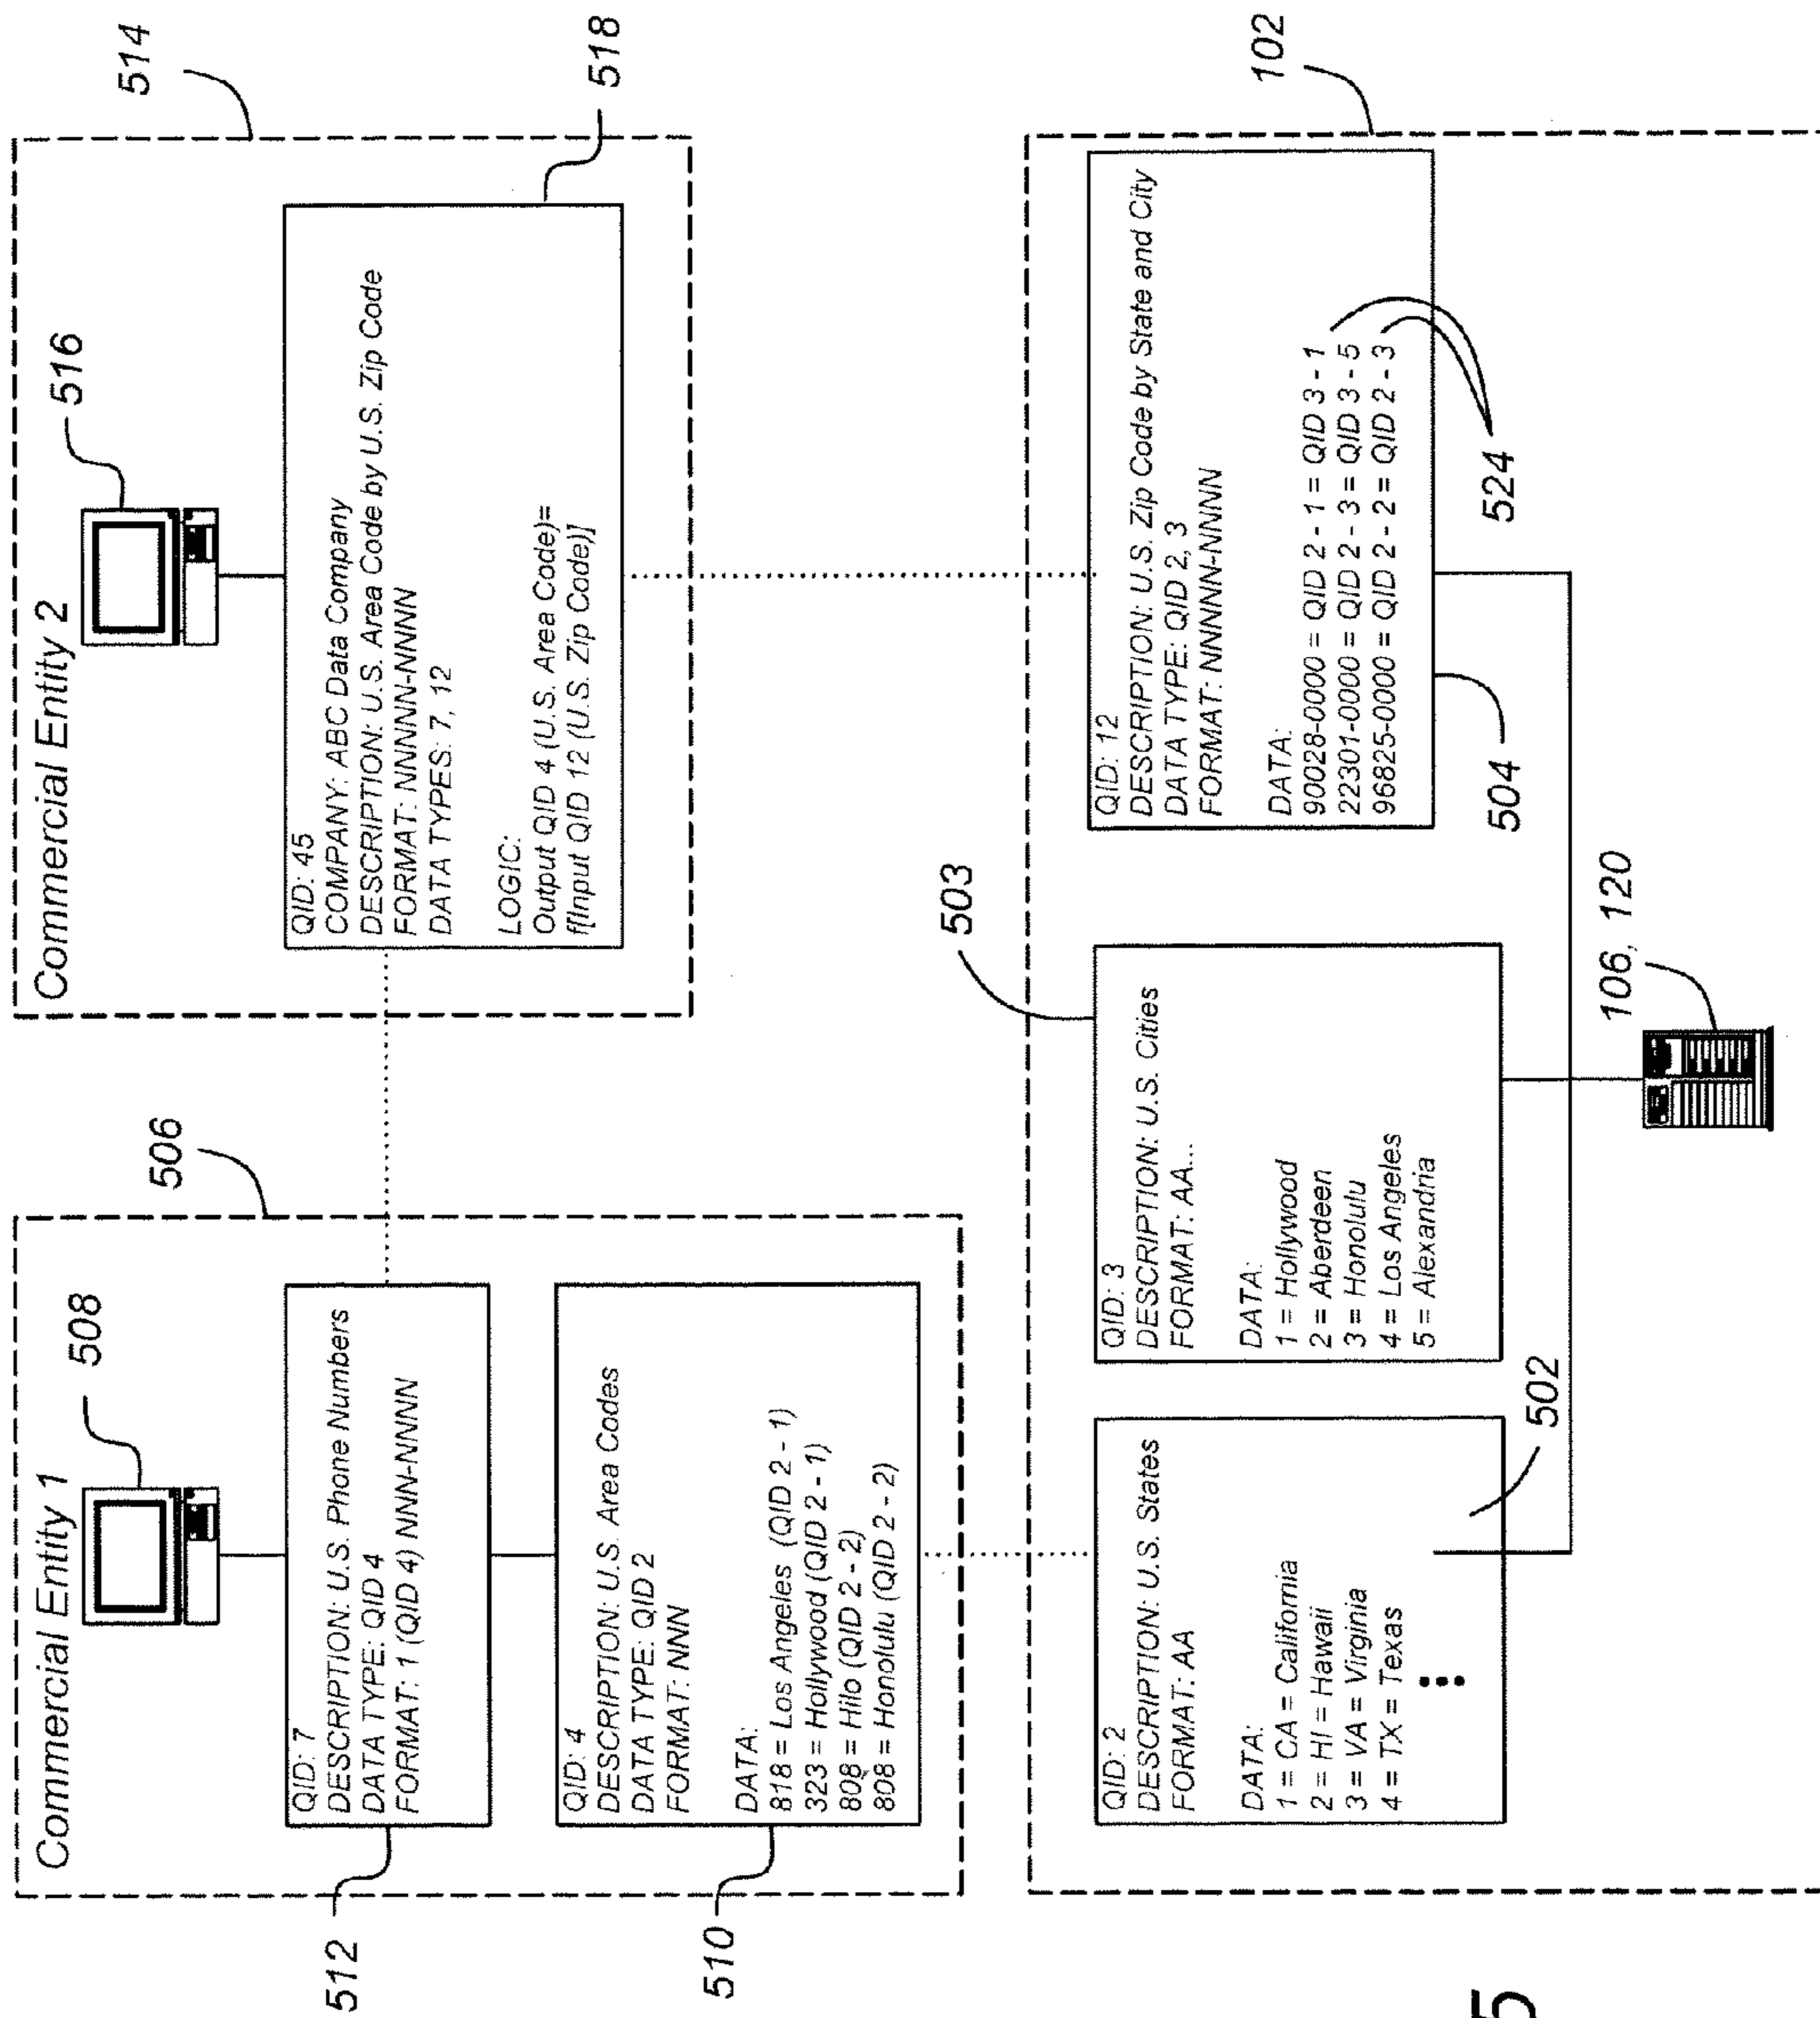 Commercial Entity 1
508
506
QID: 7
DESCRIPTION: U.S. Phone Numbers
DATA TYPE: QID 4
FORMAT: 1 (QID 4) NNN-NNNN
512
QID: 4
DESCRIPTION: U.S. Area Codes
DATA TYPE: QID 2
FORMAT: NNN
DATA:
818 = Los Angeles (QID 2 - 1)
323 = Hollywood (QID 2 - 1)
808 = Hilo (QID 2 - 2)
808 = Honolulu (QID 2 - 2)
510
Commercial Entity 2
516
514
QID: 45
COMPANY: ABC Data Company
DESCRIPTION: U.S. Area Code by U.S. Zip Code
FORMAT: NNNNN-NNNN
DATA TYPES: 7, 12
LOGIC:
Output QID 4 (U.S. Area Code)=
f[Input QID 12 (U.S. Zip Code)]
518
102
QID: 2
DESCRIPTION: U.S. States
FORMAT: AA
DATA:
1 = CA = California
2 = HI = Hawaii
3 = VA = Virginia
4 = TX = Texas
502
503
QID: 3
DESCRIPTION: U.S. Cities
FORMAT: AA...
DATA:
1 = Hollywood
2 = Aberdeen
3 = Honolulu
4 = Los Angeles
5 = Alexandria
QID: 12
DESCRIPTION: U.S. Zip Code by State and City
DATA TYPE: QID 2, 3
FORMAT: NNNNN-NNNN
DATA:
90028-0000 = QID 2 - 1 = QID 3 - 1
22301-0000 = QID 2 - 3 = QID 3 - 5
96825-0000 = QID 2 - 2 = QID 2 - 3
504
524
106, 120
5